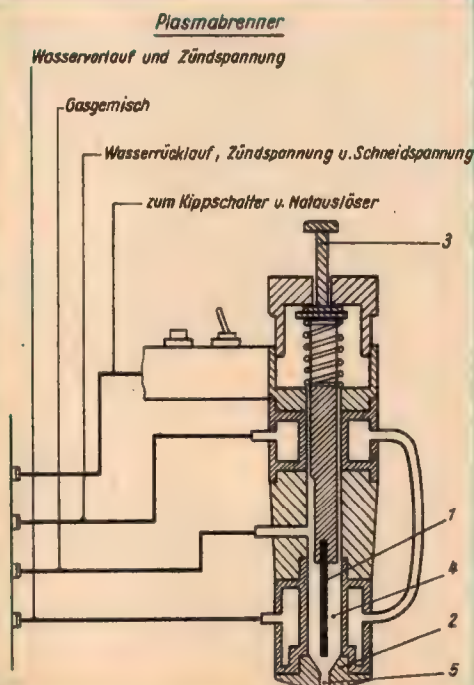 Plasmabrenner
Wasservorlauf und Zündspannung
Gasgemisch
Wasserrücklauf, Zündspannung u. Schneidspannung
zum Kippschalter u. Notauslöser
3
1
4
2
5